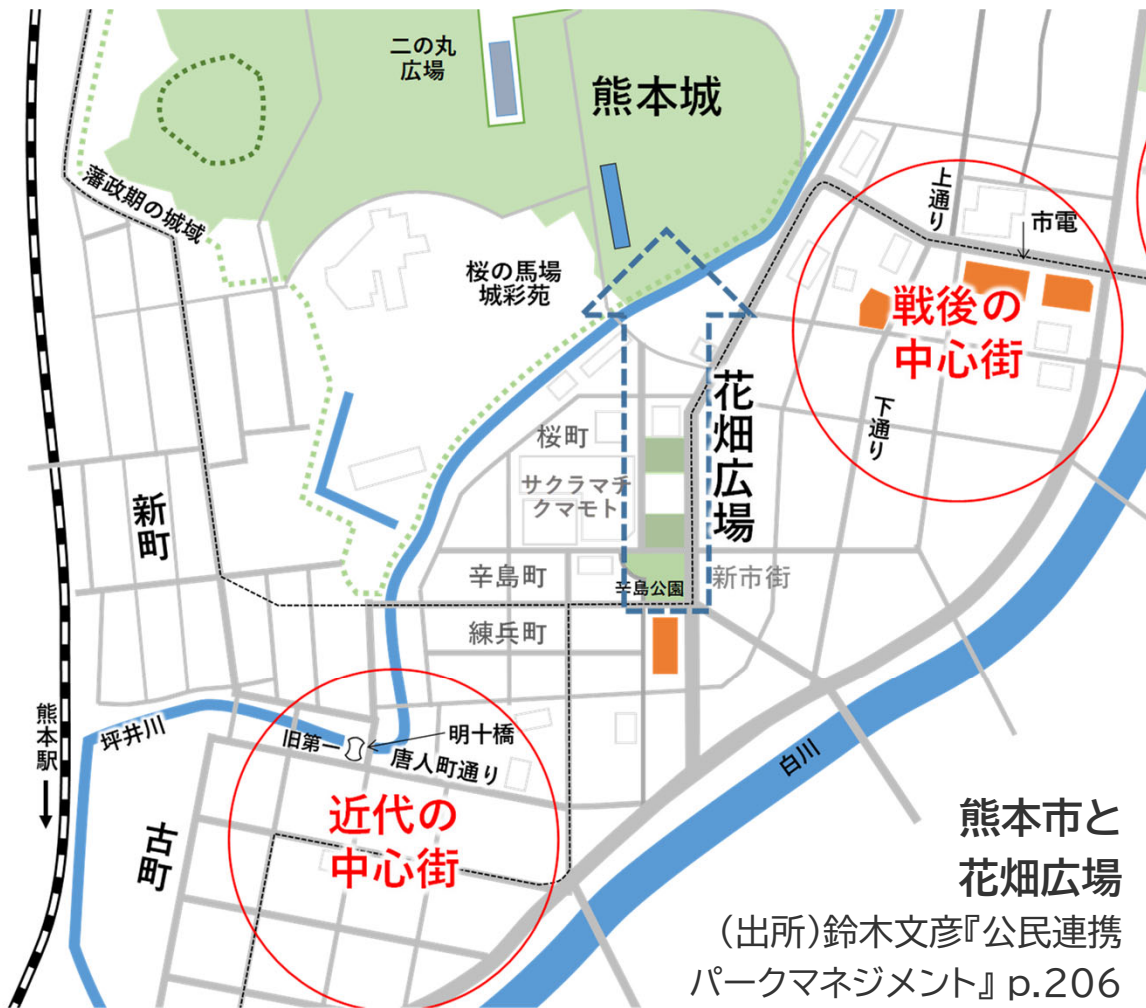 二の丸
広場
熊本城
藩政期の城域
上通り
市電
桜の馬場
城彩苑
戦後の
中心街
花畑広場
下通り
桜町
サクラマチ
クマモト
新町
辛島町
辛島公園
新市街
練兵町
熊本駅
坪井川
旧第一
明十橋
唐人町通り
白川
近代の
中心街
古町
熊本市と
花畑広場
(出所)鈴木文彦『公民連携
パークマネジメント』p.206